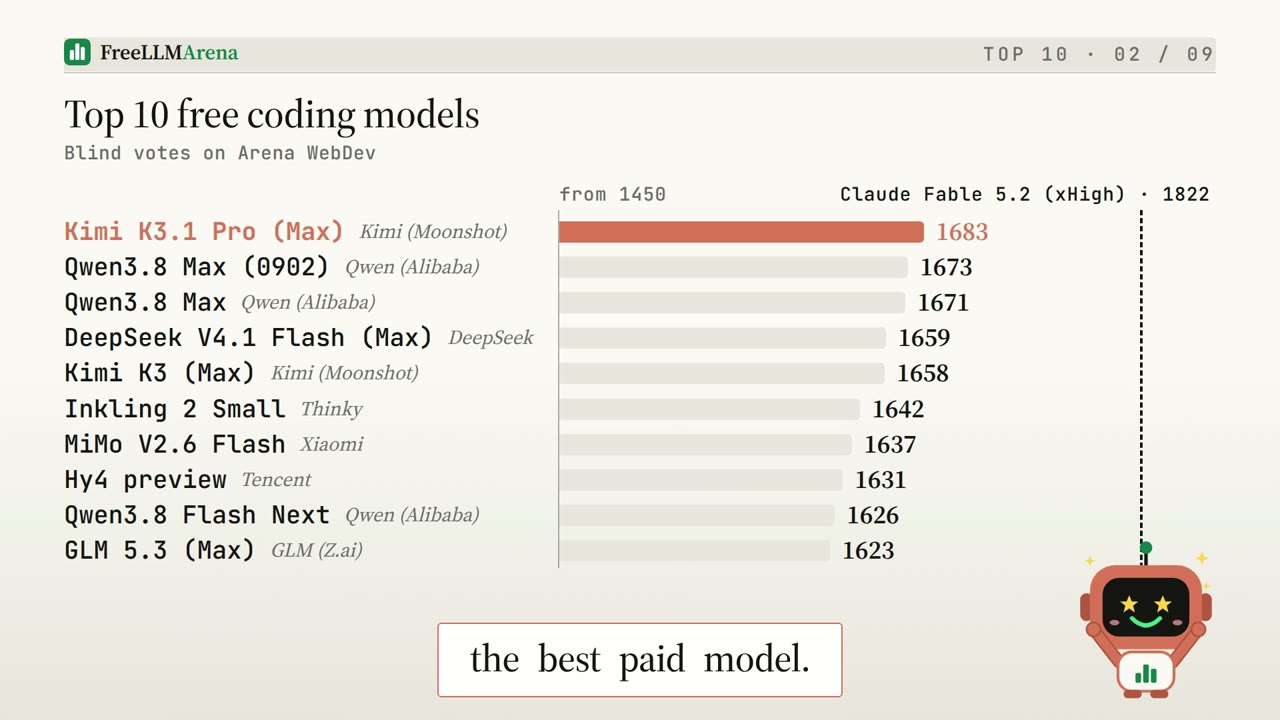 FreeLLMArena
TOP 10 · 02 / 09
Top 10 free coding models
Blind votes on Arena WebDev
from 1450
Claude Fable 5.2 (xHigh) · 1822
Kimi K3.1 Pro (Max) Kimi (Moonshot) 1683
Qwen3.8 Max (0902) Qwen (Alibaba) 1673
Qwen3.8 Max Qwen (Alibaba) 1671
DeepSeek V4.1 Flash (Max) DeepSeek 1659
Kimi K3 (Max) Kimi (Moonshot) 1658
Inkling 2 Small Thinky 1642
MiMo V2.6 Flash Xiaomi 1637
Hy4 preview Tencent 1631
Qwen3.8 Flash Next Qwen (Alibaba) 1626
GLM 5.3 (Max) GLM (Z.ai) 1623
the best paid model.